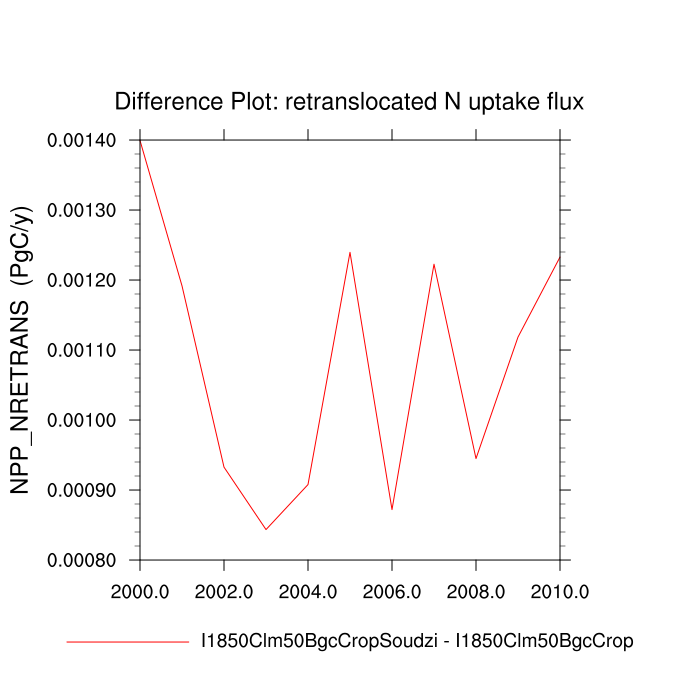 Difference Plot: retranslocated N uptake flux
NPP_NRETRANS (PgC/y)
0.00140
0.00130
0.00120
0.00110
0.00100
0.00090
0.00080
2000.0 2002.0 2004.0 2006.0 2008.0 2010.0
I1850Clm50BgcCropSoudzi - I1850Clm50BgcCrop